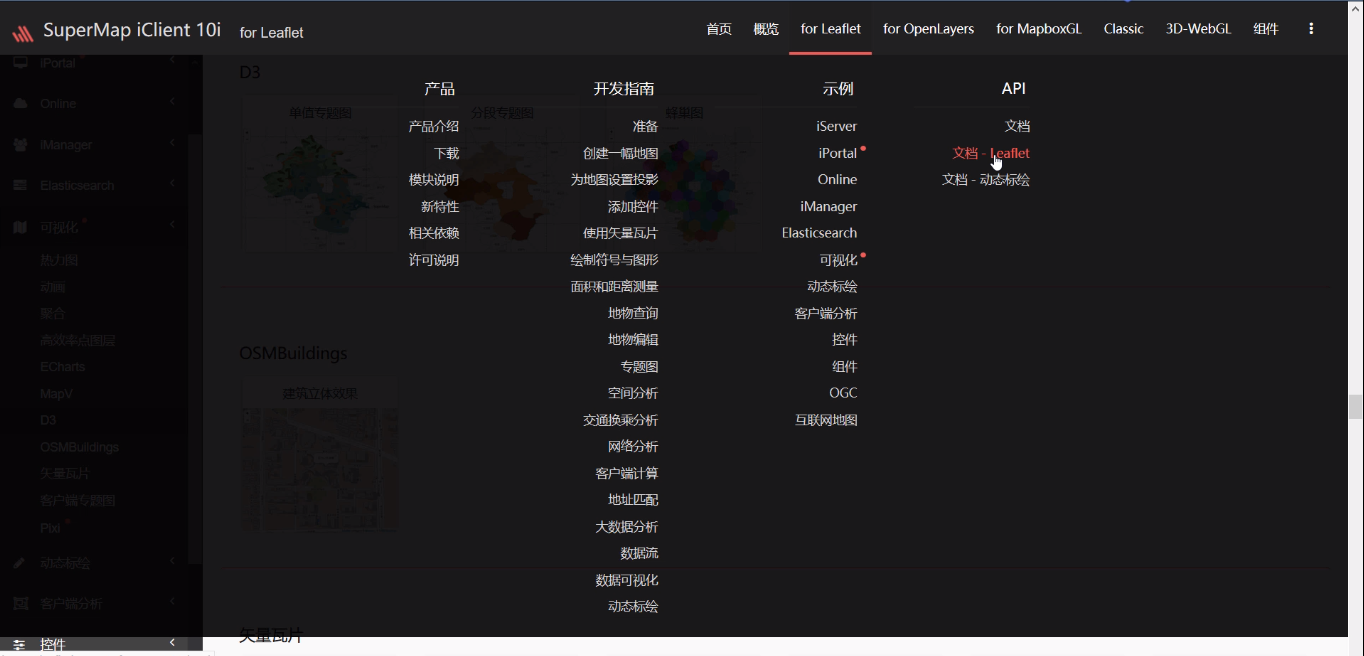 SuperMap iClient 10i for Leaflet
首页 概览 for Leaflet for OpenLayers for MapboxGL Classic 3D-WebGL 组件
产品
产品介绍
下载
模块说明
新特性
相关依赖
许可说明
开发指南
准备
创建一幅地图
为地图设置投影
添加控件
使用矢量瓦片
绘制符号与图形
面积和距离测量
地物查询
地物编辑
专题图
空间分析
交通换乘分析
网络分析
客户端计算
地址匹配
大数据分析
数据流
数据可视化
动态标绘
示例
iServer
iPortal
Online
iManager
Elasticsearch
可视化
动态标绘
客户端分析
控件
组件
OGC
互联网地图
API
文档
文档 - Leaflet
文档 - 动态标绘
iPortal
Online
iManager
Elasticsearch
可视化
热力图
动画
聚合
高效率点图层
ECharts
MapV
D3
OSMBuildings
矢量瓦片
客户端专题图
Pixi
动态标绘
客户端分析
控件
D3
单值专题图
分段专题图
蜂巢图
OSMBuildings
建筑立体效果
矢量瓦片